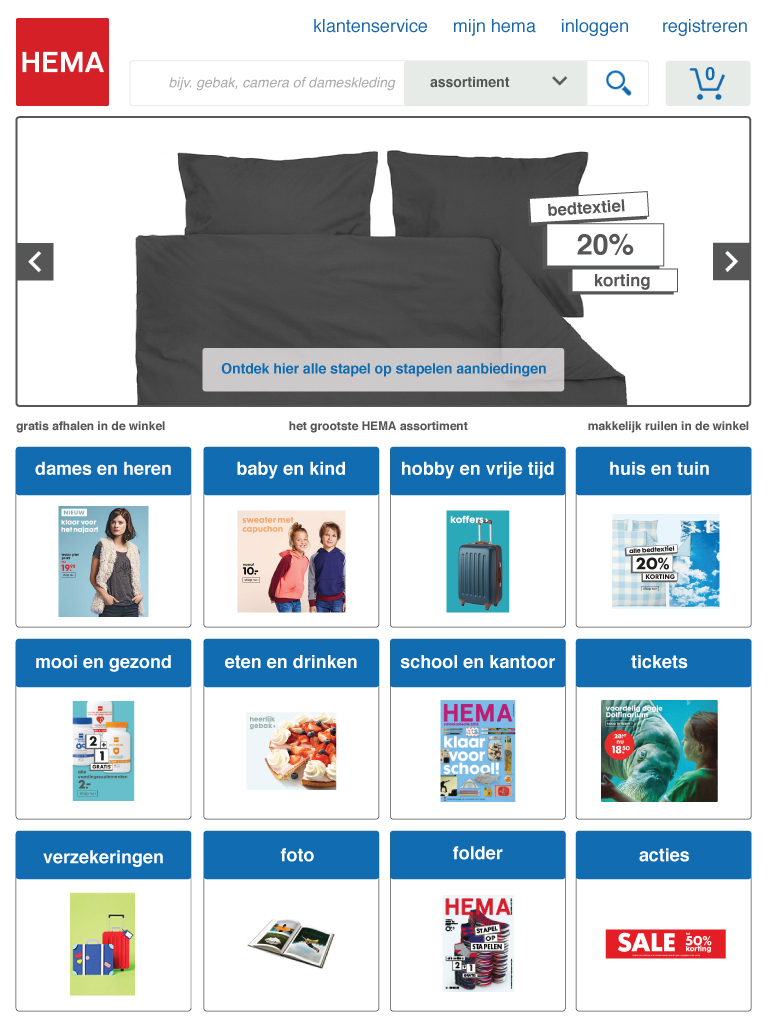 klantenservice mijn hema inloggen registreren
HEMA
bijv. gebak, camera of dameskleding assortiment
0
bedtextiel
20%
korting
Ontdek hier alle stapel op stapelen aanbiedingen
gratis afhalen in de winkel het grootste HEMA assortiment makkelijk ruilen in de winkel
dames en heren baby en kind hobby en vrije tijd huis en tuin
NIEUW
klaar voor
het najaar!
19.
sweater met
capuchon
vanaf
10.-
koffers
alle bedtextiel
20%
KORTING
mooi en gezond eten en drinken school en kantoor tickets
2+
1
GRATIS
alle
voedingssupplementen
2.-
heerlijk
gebak
HEMA
klaar
voor
school!
voordelig dagje
Dolfinarium
nu
18.50
verzekeringen foto folder acties
HEMA
STAPEL
OP
STAPELEN
2+1
SALE 50%
korting